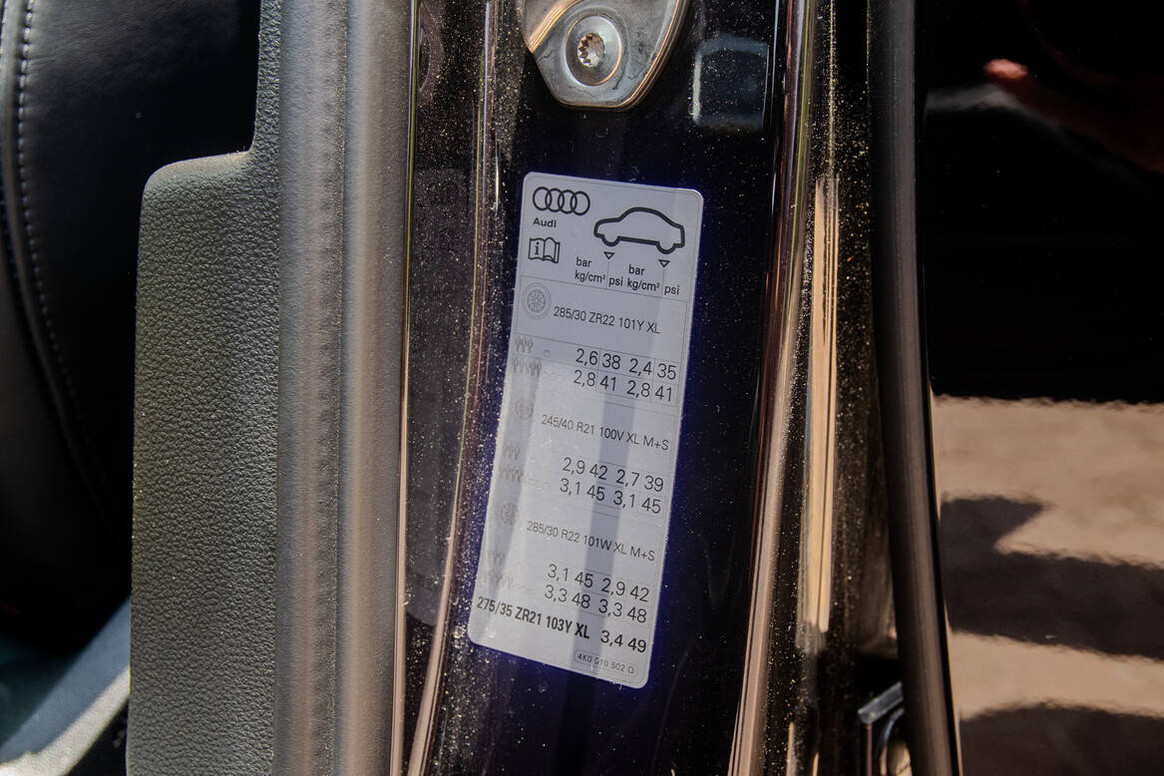 Audi
bar bar
kg/cm² psi kg/cm² psi
285/30 ZR22 101Y XL
2,6 38 2,4 35
2,8 41 2,8 41
245/40 R21 100V XL M+S
2,9 42 2,7 39
3,1 45 3,1 45
285/30 R22 101W XL M+S
3,1 45 2,9 42
3,3 48 3,3 48
275/35 ZR21 103Y XL 3,4 49
4K0 010 502 Q